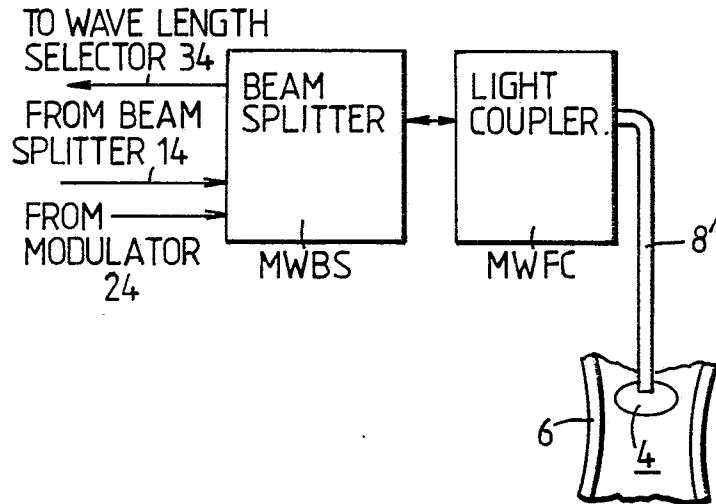 TO WAVE LENGTH
SELECTOR 34
FROM BEAM
SPLITTER 14
FROM
MODULATOR
24
BEAM
SPLITTER
MWBS
LIGHT
COUPLER.
MWFC
8'
6
4